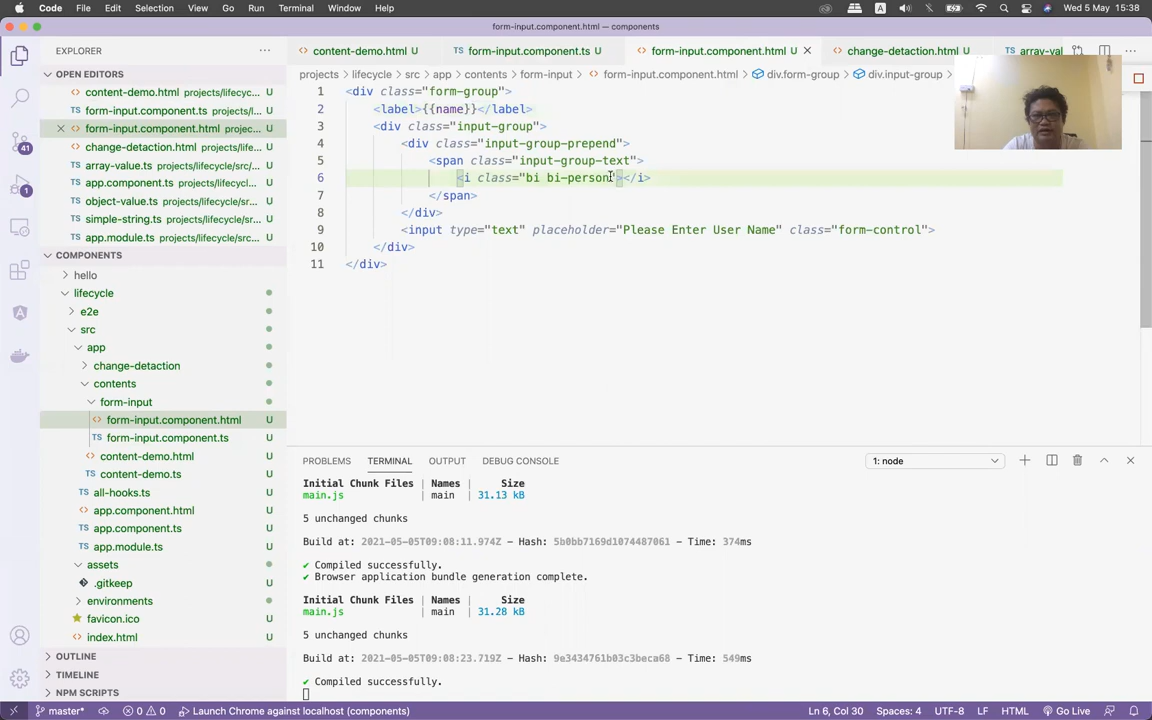 Code File Edit Selection View Go Run Terminal Window Help
A
Wed 5 May 15:38
form-input.component.html — components
EXPLORER
content-demo.html U
form-input.component.ts U
form-input.component.html U
change-detaction.html U
array-val
projects > lifecycle > src > app > contents > form-input > form-input.component.html > div.form-group > div.input-group >
OPEN EDITORS
content-demo.html projects/lifecyc...
form-input.component.ts projects/l...
form-input.component.html projec...
change-detaction.html projects/life...
array-value.ts projects/lifecycle/src/...
app.component.ts projects/lifecycl...
object-value.ts projects/lifecycle/s...
simple-string.ts projects/lifecycle/s...
app.module.ts projects/lifecycle/sr...
COMPONENTS
hello
lifecycle
e2e
src
app
change-detaction
contents
form-input
form-input.component.html U
form-input.component.ts U
content-demo.html U
content-demo.ts U
all-hooks.ts U
app.component.html U
app.component.ts U
app.module.ts U
assets
.gitkeep U
environments
favicon.ico U
index.html U
OUTLINE
TIMELINE
NPM SCRIPTS
41
1
1 <div class="form-group">
2 <label>{{name}}</label>
3 <div class="input-group">
4 <div class="input-group-prepend">
5 <span class="input-group-text">
6 <i class="bi bi-person"></i>
7 </span>
8 </div>
9 <input type="text" placeholder="Please Enter User Name" class="form-control">
10 </div>
11 </div>
PROBLEMS TERMINAL OUTPUT DEBUG CONSOLE
1: node
Initial Chunk Files | Names | Size
main.js | main | 31.13 kB
5 unchanged chunks
Build at: 2021-05-05T09:08:11.974Z - Hash: 5b0bb7169d1074487061 - Time: 374ms
✔ Compiled successfully.
✔ Browser application bundle generation complete.
Initial Chunk Files | Names | Size
main.js | main | 31.28 kB
5 unchanged chunks
Build at: 2021-05-05T09:08:23.719Z - Hash: 9e3434761b03c3beca68 - Time: 549ms
✔ Compiled successfully.
master* 0 0 Launch Chrome against localhost (components)
Ln 6, Col 30 Spaces: 4 UTF-8 LF HTML Go Live